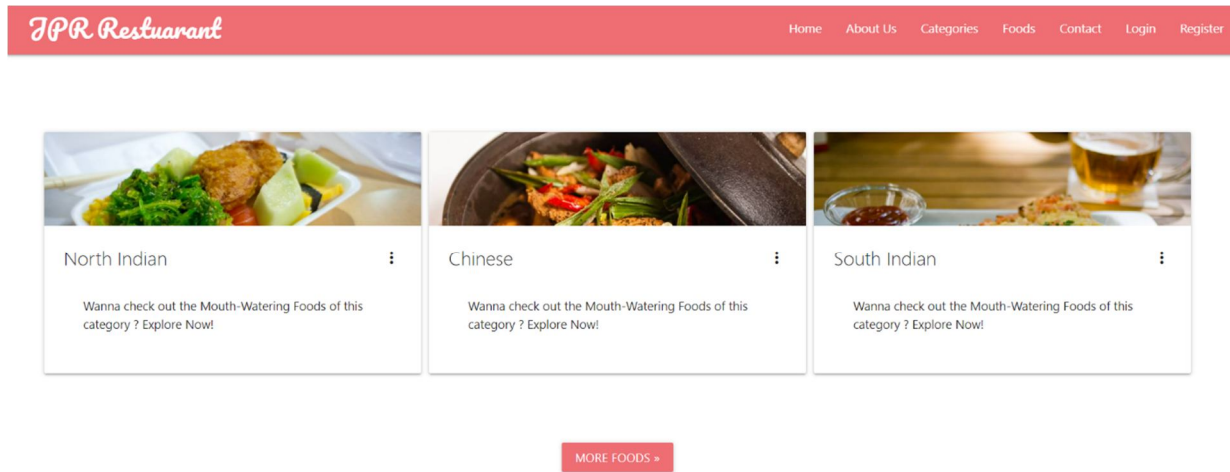 JPR Restuarant
Home About Us Categories Foods Contact Login Register
North Indian
Wanna check out the Mouth-Watering Foods of this
category ? Explore Now!
Chinese
Wanna check out the Mouth-Watering Foods of this
category ? Explore Now!
South Indian
Wanna check out the Mouth-Watering Foods of this
category ? Explore Now!
MORE FOODS »